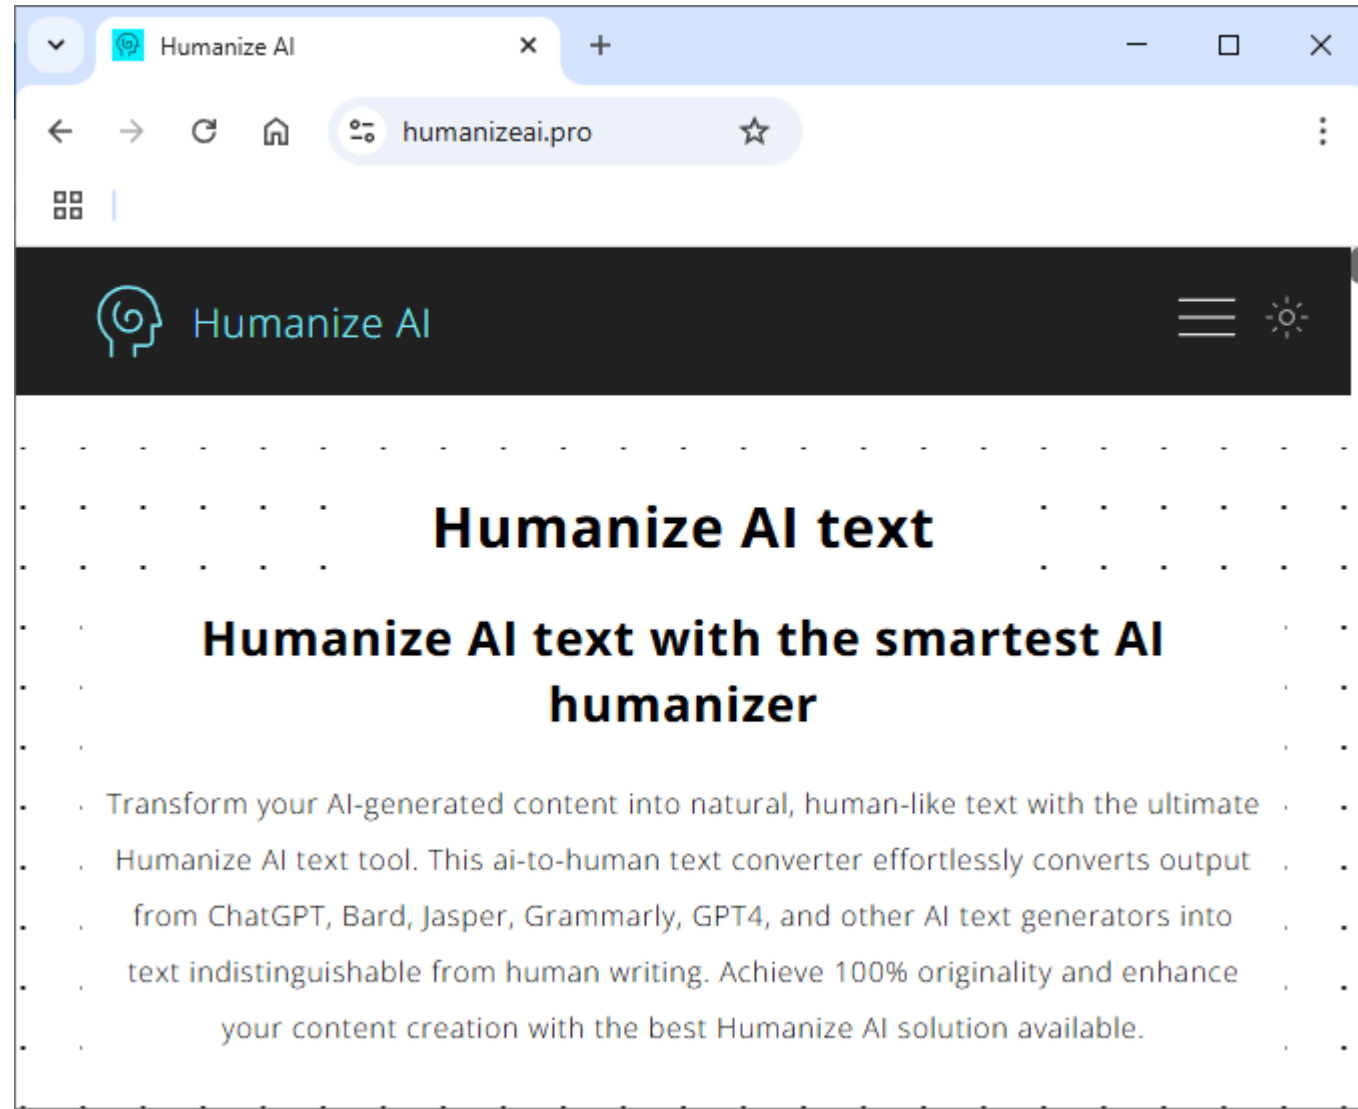 Humanize AI
humanizeai.pro
Humanize AI
Humanize AI text
Humanize AI text with the smartest AI
humanizer
Transform your AI-generated content into natural, human-like text with the ultimate
Humanize AI text tool. This ai-to-human text converter effortlessly converts output
from ChatGPT, Bard, Jasper, Grammarly, GPT4, and other AI text generators into
text indistinguishable from human writing. Achieve 100% originality and enhance
your content creation with the best Humanize AI solution available.